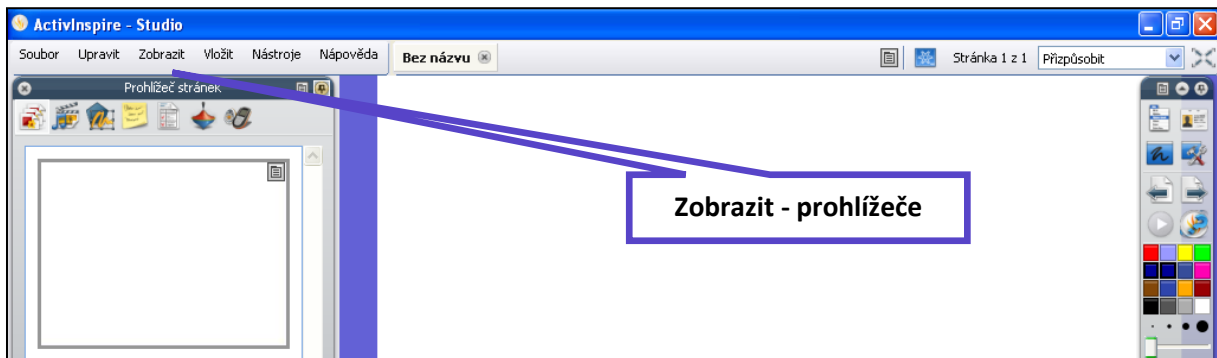 ActivInspire - Studio
Soubor Upravit Zobrazit Vložit Nástroje Nápověda Bez názvu Stránka 1 z 1 Přizpůsobit
Prohlížeč stránek
Zobrazit - prohlížeče